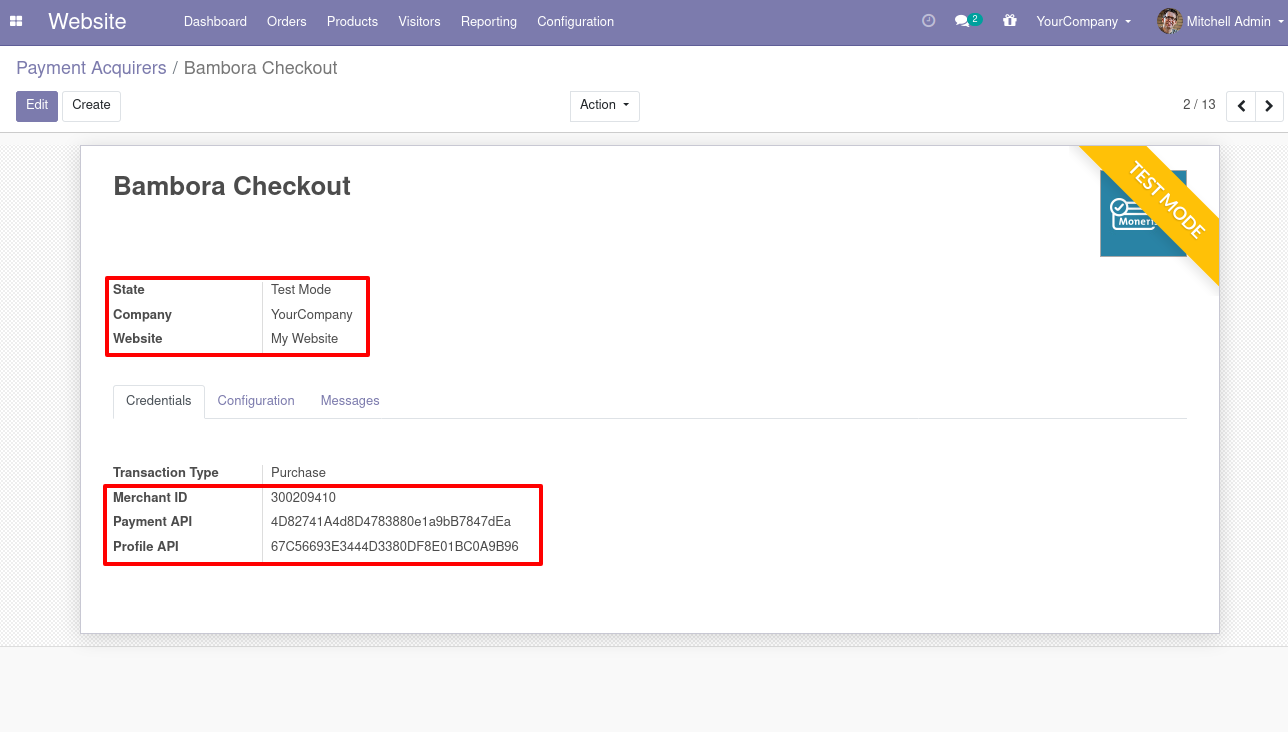 Website Dashboard Orders Products Visitors Reporting Configuration 2 YourCompany Mitchell Admin
Payment Acquirers / Bambora Checkout
Edit Create Action 2 / 13
Bambora Checkout
TEST MODE
State Test Mode
Company YourCompany
Website My Website
Credentials Configuration Messages
Transaction Type Purchase
Merchant ID 300209410
Payment API 4D82741A4d8D4783880e1a9bB7847dEa
Profile API 67C56693E3444D3380DF8E01BC0A9B96